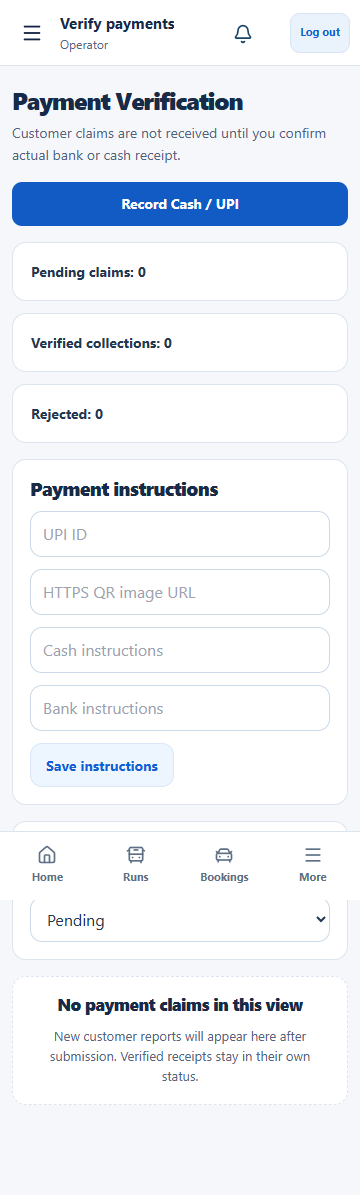 Verify payments
Operator
Log out
Payment Verification
Customer claims are not received until you confirm
actual bank or cash receipt.
Record Cash / UPI
Pending claims: 0
Verified collections: 0
Rejected: 0
Payment instructions
UPI ID
HTTPS QR image URL
Cash instructions
Bank instructions
Save instructions
Home
Runs
Bookings
More
Pending
No payment claims in this view
New customer reports will appear here after
submission. Verified receipts stay in their own
status.